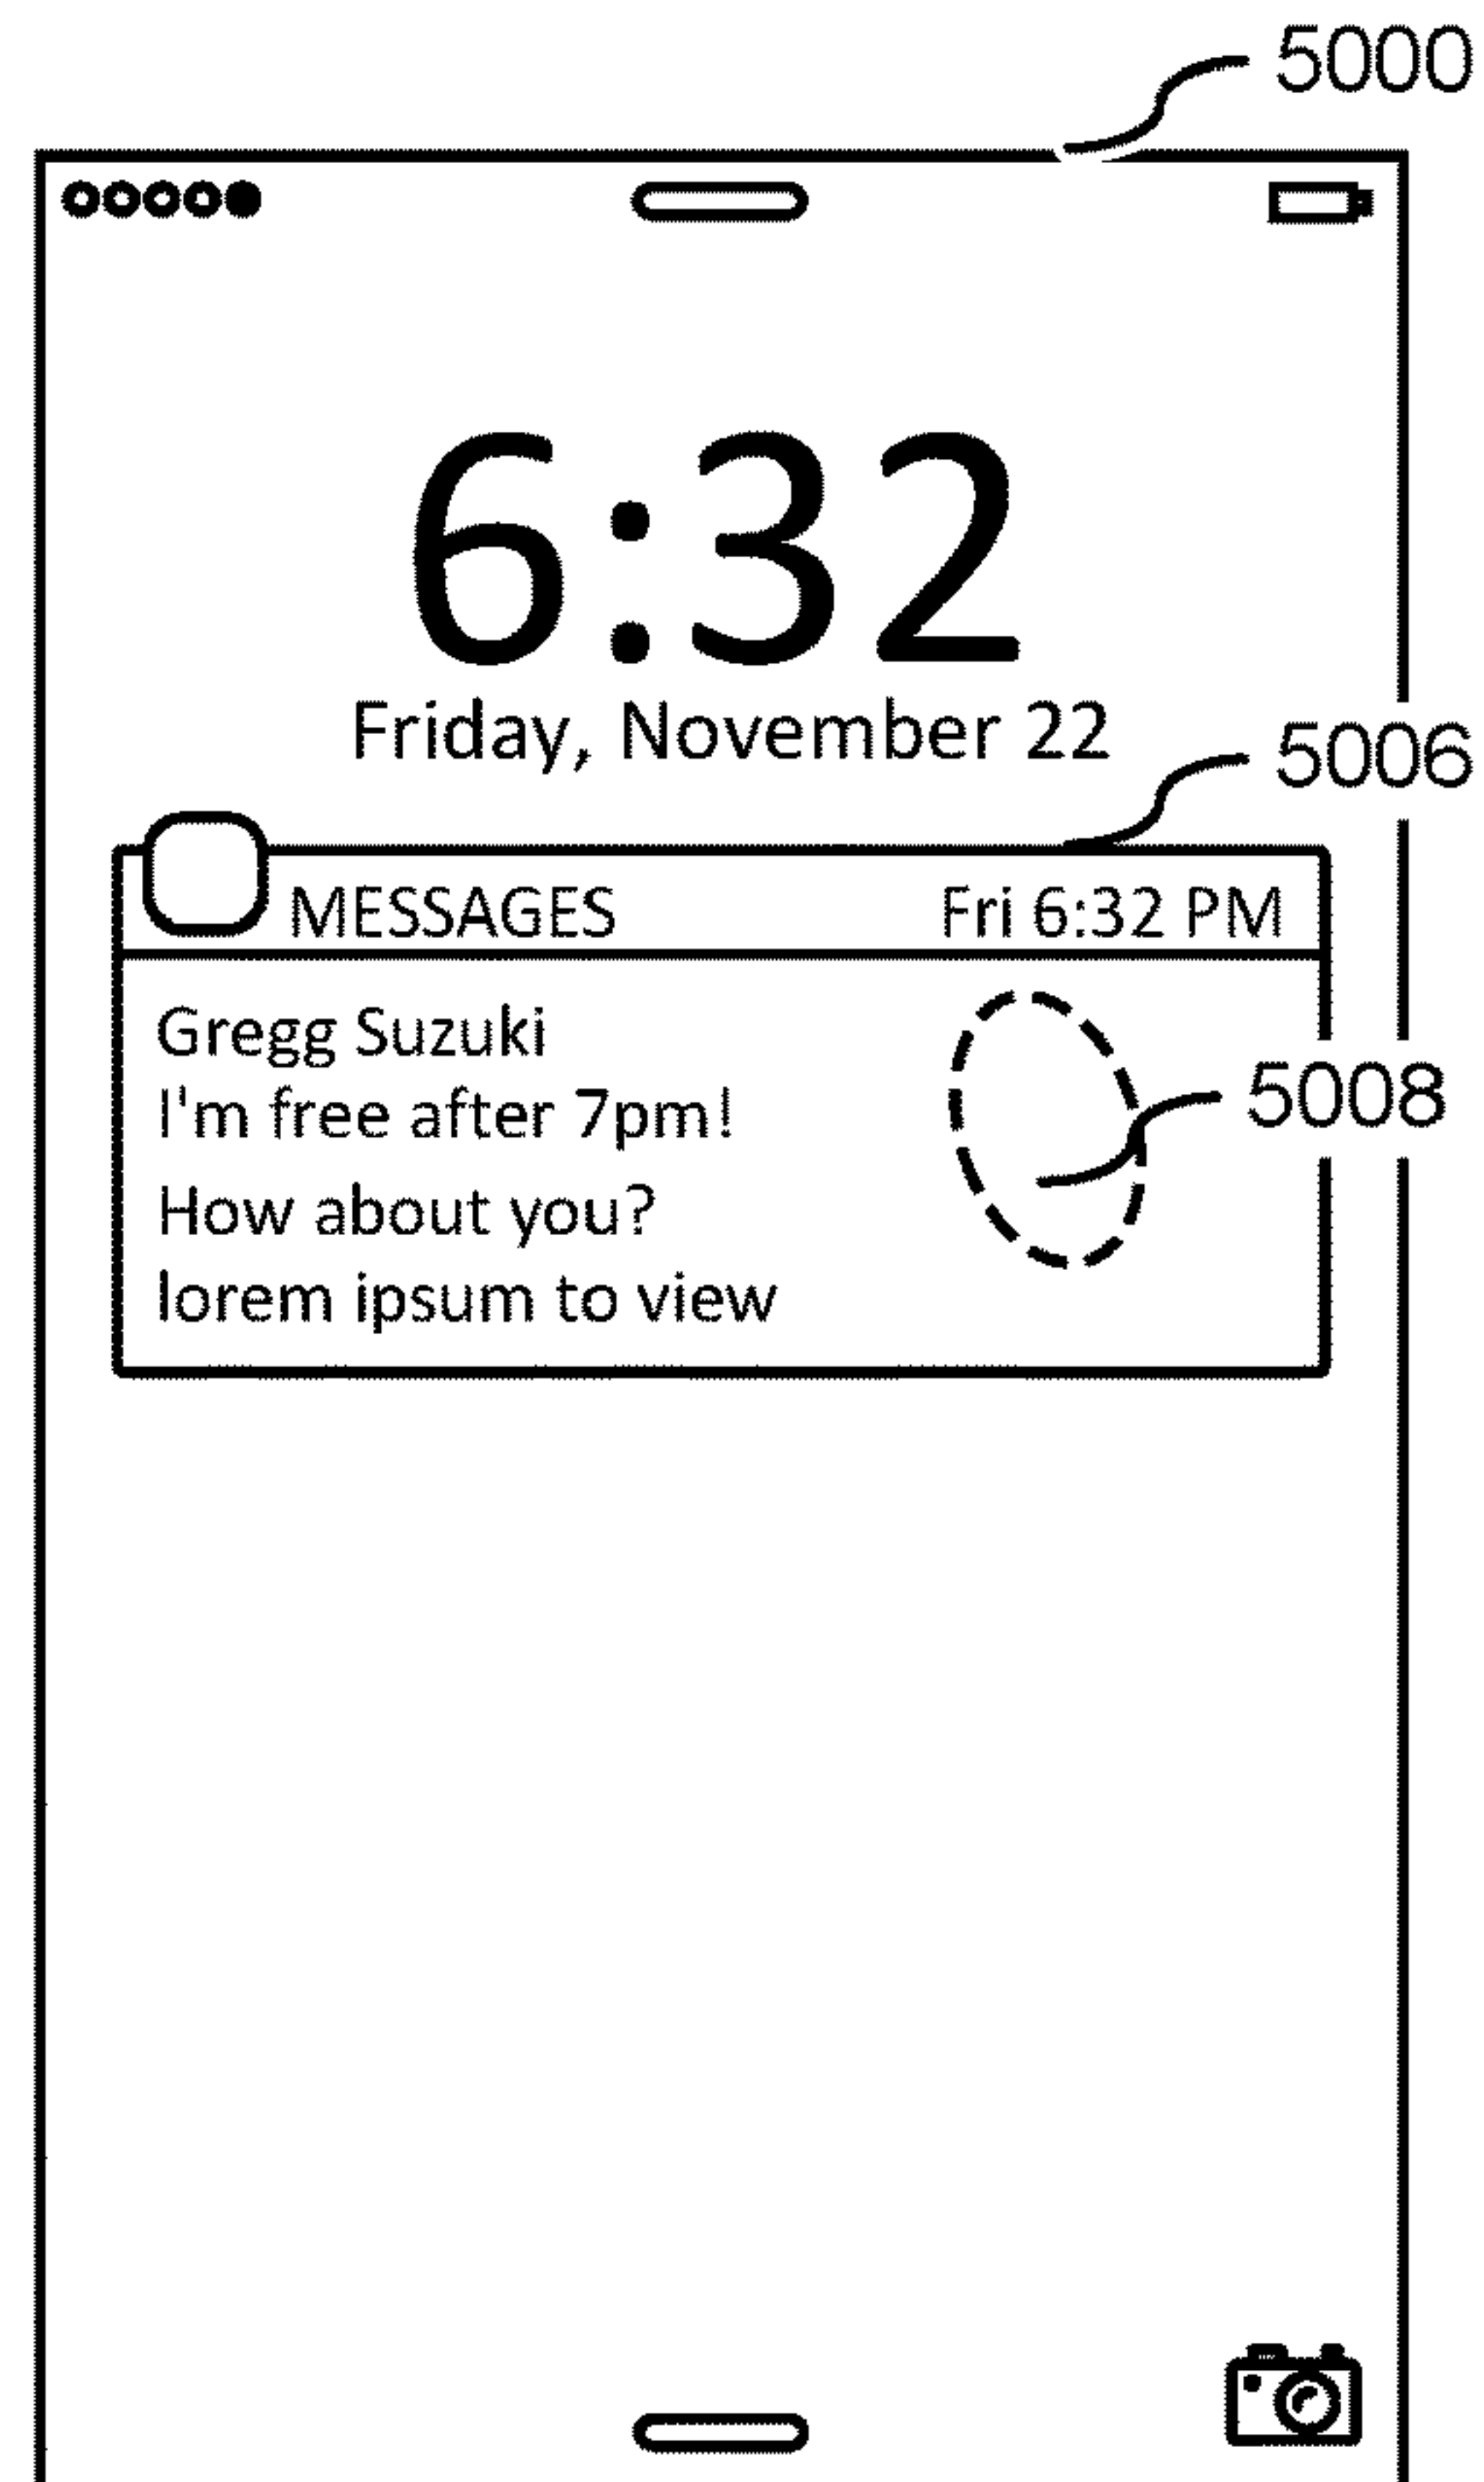 5000
6:32
Friday, November 22
5006
MESSAGES Fri 6:32 PM
Gregg Suzuki
I'm free after 7pm!
5008
How about you?
lorem ipsum to view